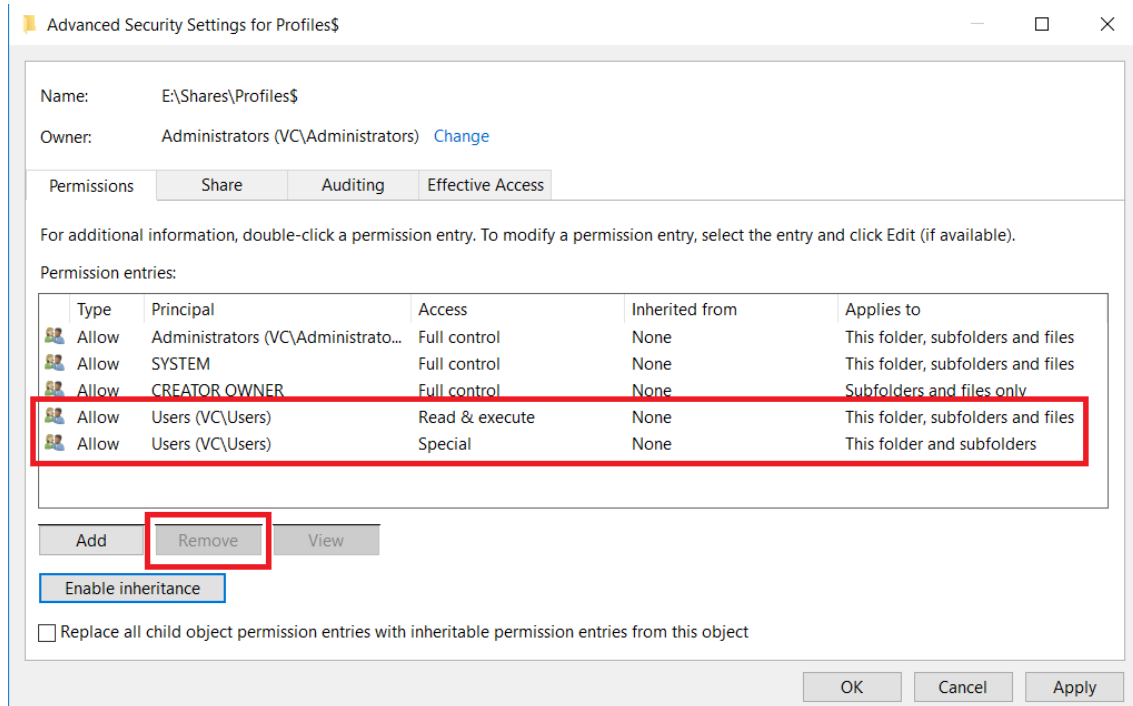 Advanced Security Settings for Profiles$
Name: E:\Shares\Profiles$
Owner: Administrators (VC\Administrators) Change
Permissions Share Auditing Effective Access
For additional information, double-click a permission entry. To modify a permission entry, select the entry and click Edit (if available).
Permission entries:
Type Principal Access Inherited from Applies to
Allow Administrators (VC\Administrato... Full control None This folder, subfolders and files
Allow SYSTEM Full control None This folder, subfolders and files
Allow CREATOR OWNER Full control None Subfolders and files only
Allow Users (VC\Users) Read & execute None This folder, subfolders and files
Allow Users (VC\Users) Special None This folder and subfolders
Add Remove View
Enable inheritance
Replace all child object permission entries with inheritable permission entries from this object
OK Cancel Apply